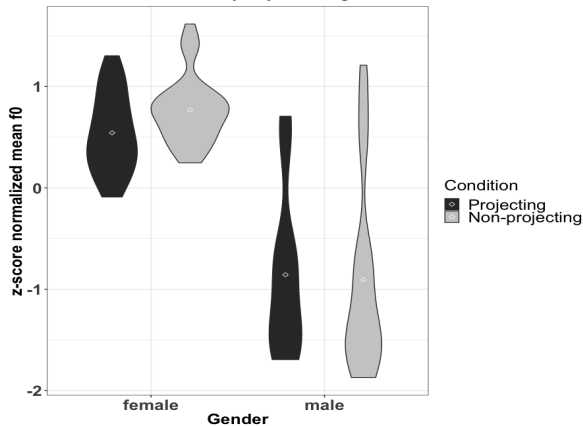 z-score normalized mean f0
1
0
-1
-2
female
male
Gender
Condition
Projecting
Non-projecting